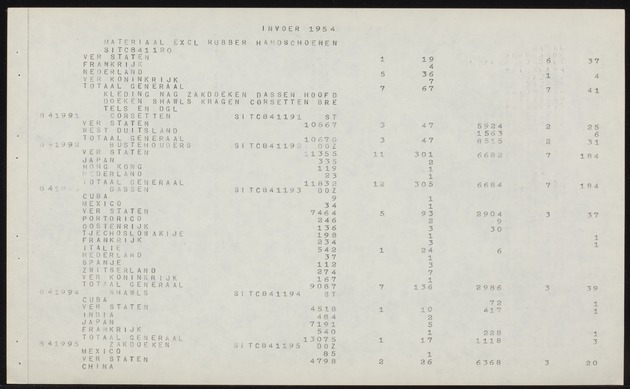 INVOER 1954
MATERIAAL EXCL RUBBER HANDSCHOENEN
SITC841180
VER STATEN 1 19 6 37
FRANKRIJK 4
NEDERLAND 5 36 1 4
VER KONINKRIJK 7
TOTAAL GENERAAL 7 67 7 41
KLEDING NAG ZAKDOEKEN DASSEN HOOFD
DOEKEN SHAWLS KRAGEN CORSETTEN BRE
TELS EN DGL
841991 CORSETTEN SITC841191 ST
VER STATEN 10667 3 47 5924 2 25
WEST DUITSLAND 1563 6
TOTAAL GENERAAL 10670 3 47 8515 2 31
841992 BUSTEHOUDERS SITC841192 DOZ
VER STATEN 11355 11 301 6682 7 184
JAPAN 335 2
HONG KONG 119 1
NEDERLAND 23 1
TOTAAL GENERAAL 11832 12 305 6684 7 184
DASSEN SITC841193 DOZ
CUBA 9 1
MEXICO 34 1
VER STATEN 7464 5 93 2904 3 37
PORTORICO 246 2 9
OOSTENRIJK 136 3 30
TJECHOSLOWAKIJE 198 1 1
FRANKRIJK 234 3 1
ITALIE 542 1 24 6
NEDERLAND 37 1
SPANJE 112 3
ZWITSERLAND 274 7
VER KONINKRIJK 167 1
TOTAAL GENERAAL 9087 7 136 2986 3 39
841994 SHAWLS SITC841194 ST
CUBA 72 1
VER STATEN 4518 1 10 417 1
INDIA 484 2
JAPAN 7191 5
FRANKRIJK 540 1 228 1
TOTAAL GENERAAL 13075 1 17 1118 3
841995 ZAKDOEKEN SITC841195 DOZ
MEXICO 85 1
VER STATEN 4798 2 26 6368 3 20
CHINA